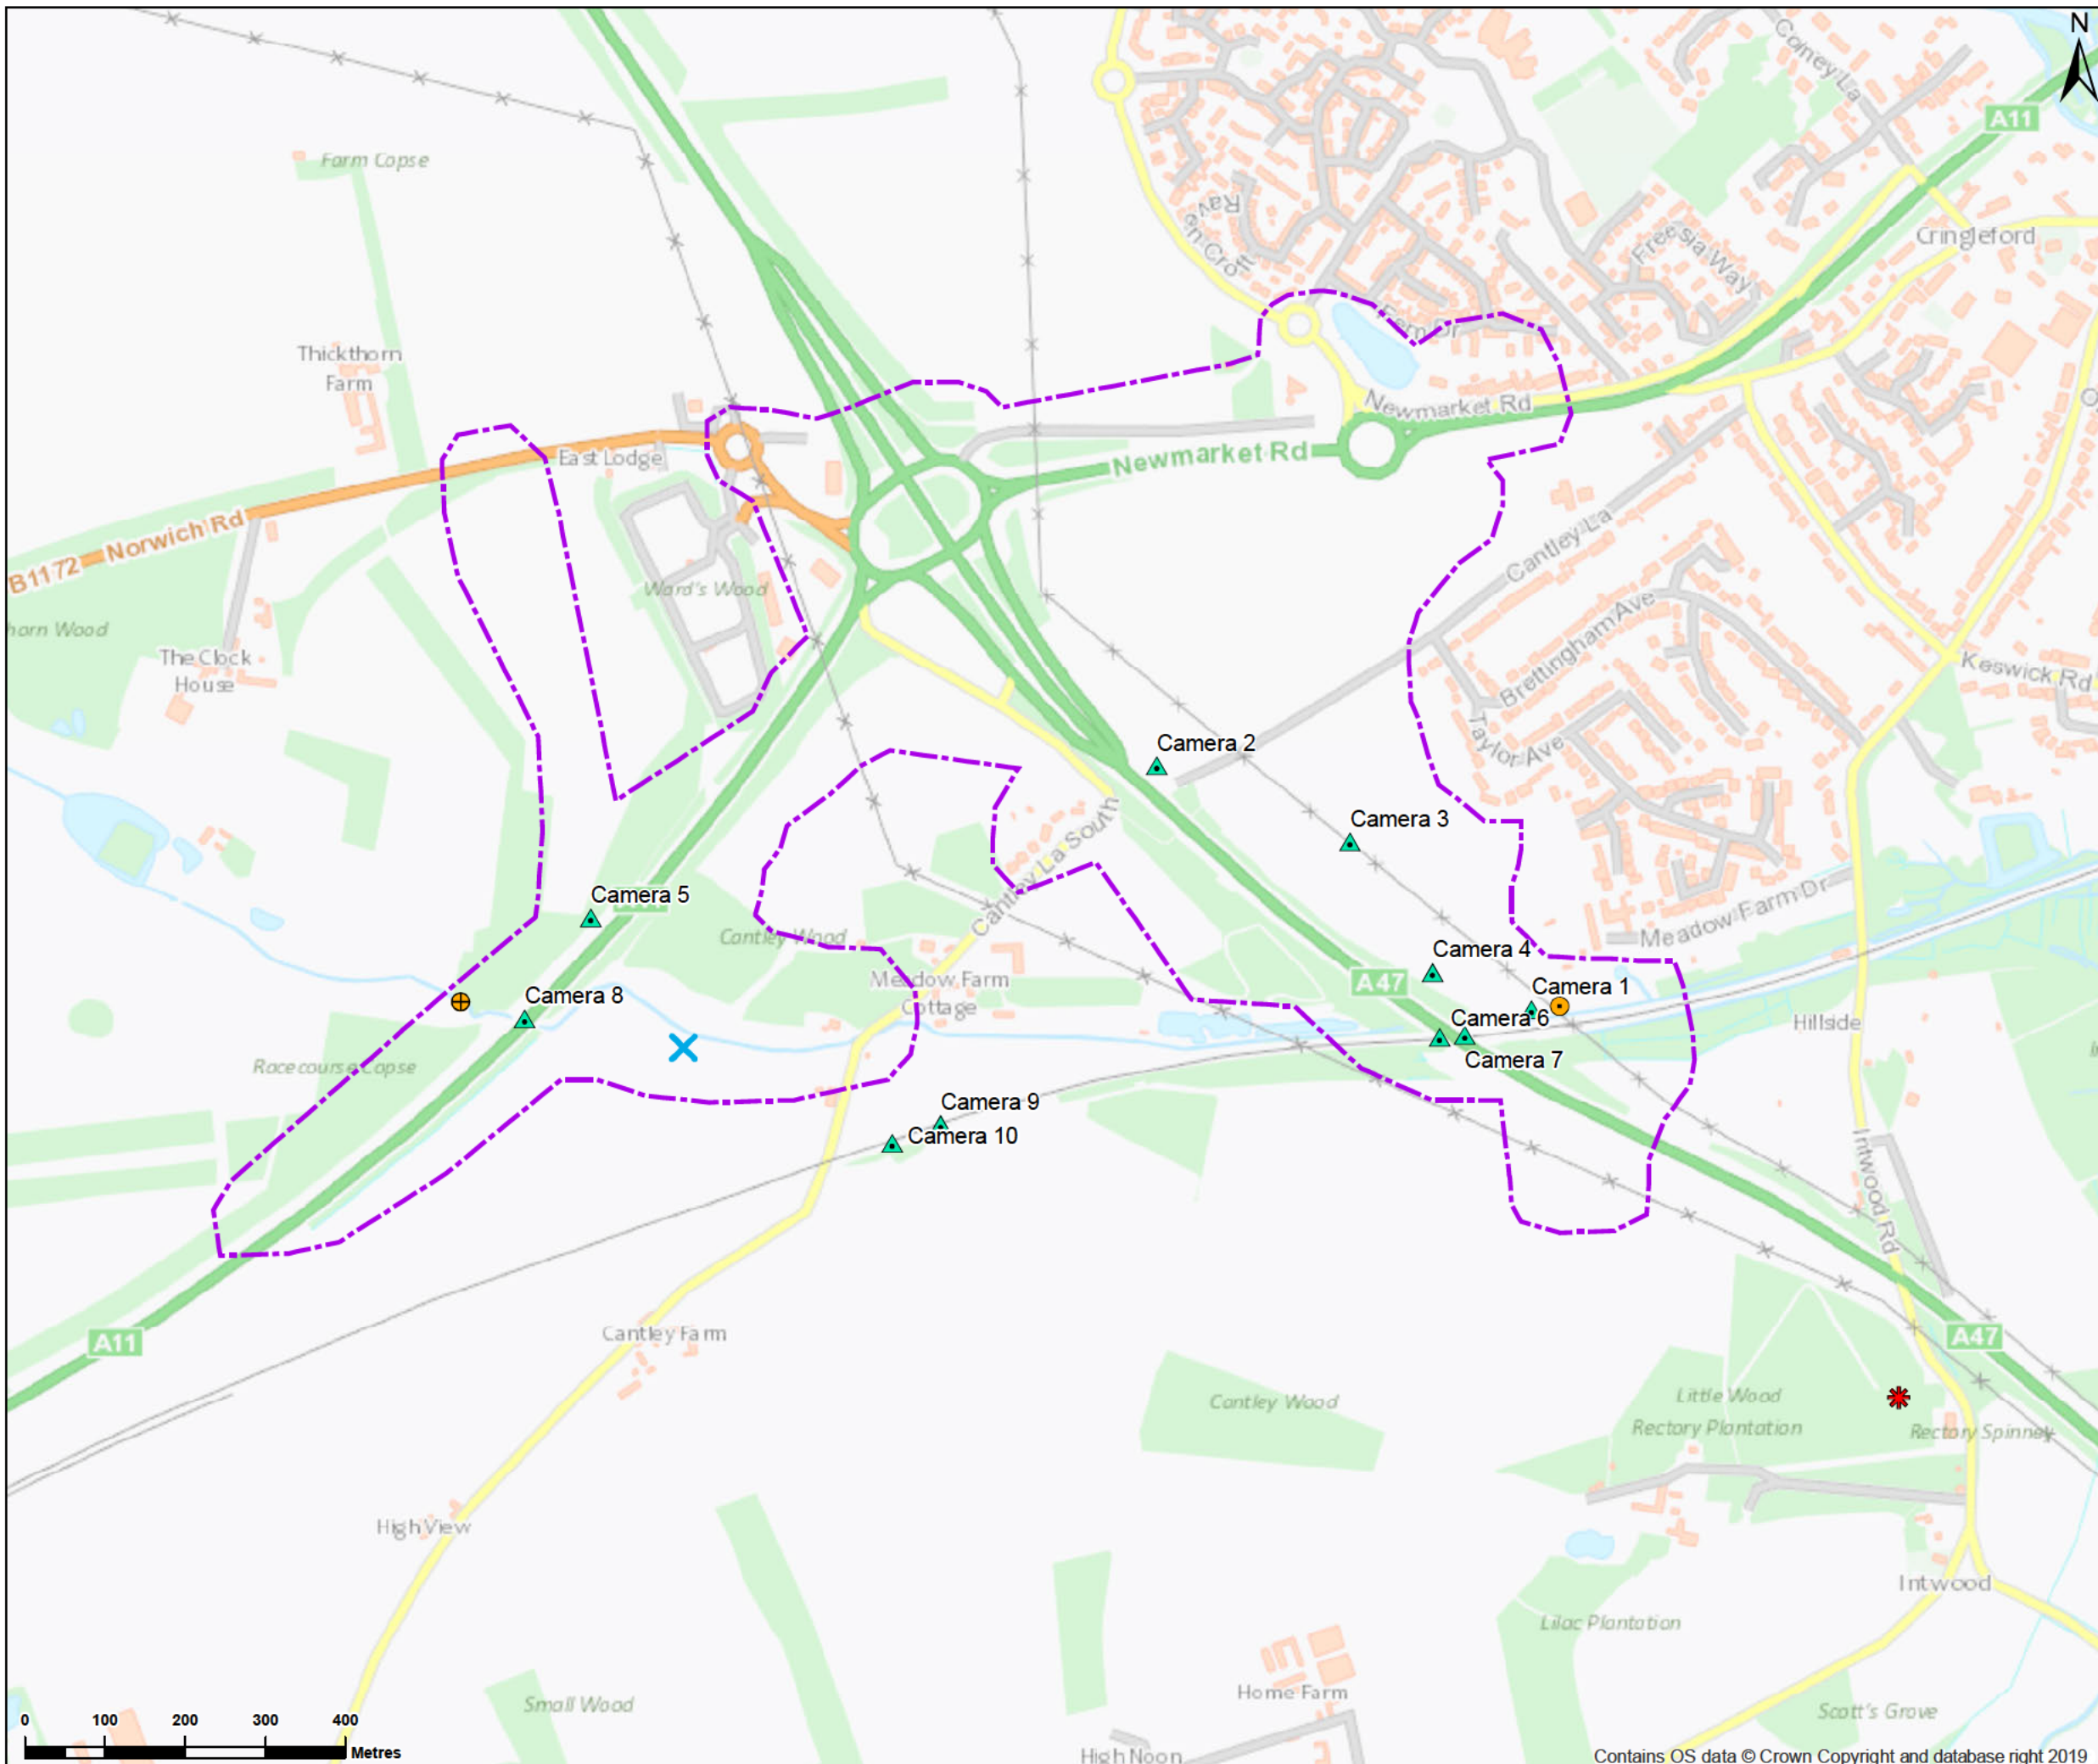 N
Colney La
A11
Farm Copse
Raven Croft
Freesia Way
Cringleford
Fern Dr
Thickthorn
Farm
Newmarket Rd
Newmarket Rd
East Lodge
B1172
Norwich Rd
Cantley La
Ward's Wood
horn Wood
Brettingham Ave
The Clock
House
Keswick Rd
Taylor Ave
Camera 2
Camera 3
Cantley La South
Camera 5
Meadow Farm Dr
Cantley Wood
Camera 4
Meadow Farm
Cottage
A47
Camera 1
Camera 8
Camera 6
Hillside
Camera 7
Racecourse Copse
Camera 9
Camera 10
Intwood Rd
Cantley Farm
A11
A47
Cantley Wood
Little Wood
Rectory Plantation
Rectory Spinney
High View
Intwood
Lilac Plantation
Home Farm
Small Wood
Scott's Grove
0 100 200 300 400
Metres
High Noon
Contains OS data © Crown Copyright and database right 2019